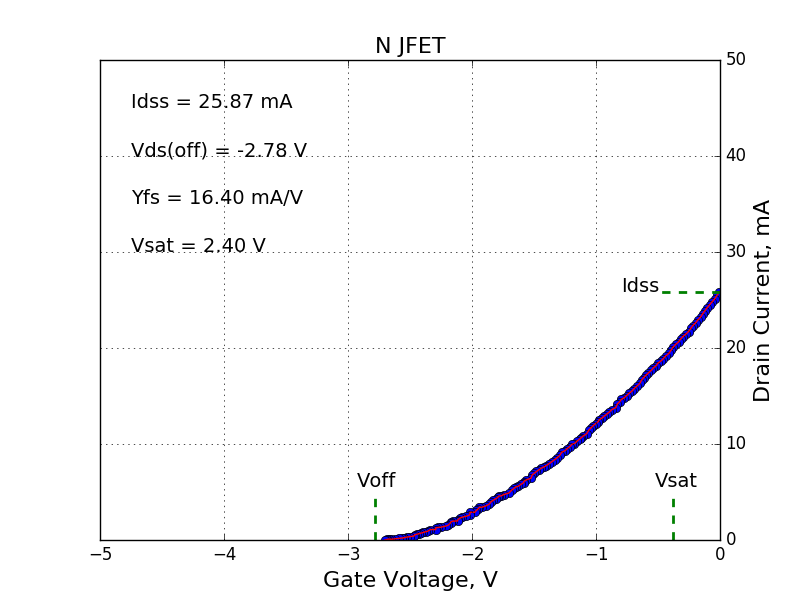 N JFET
Idss = 25.87 mA
Vds(off) = -2.78 V
Yfs = 16.40 mA/V
Vsat = 2.40 V
Idss
Voff
Vsat
50
40
30
20
10
0
Drain Current, mA
−5
−4
−3
−2
−1
0
Gate Voltage, V